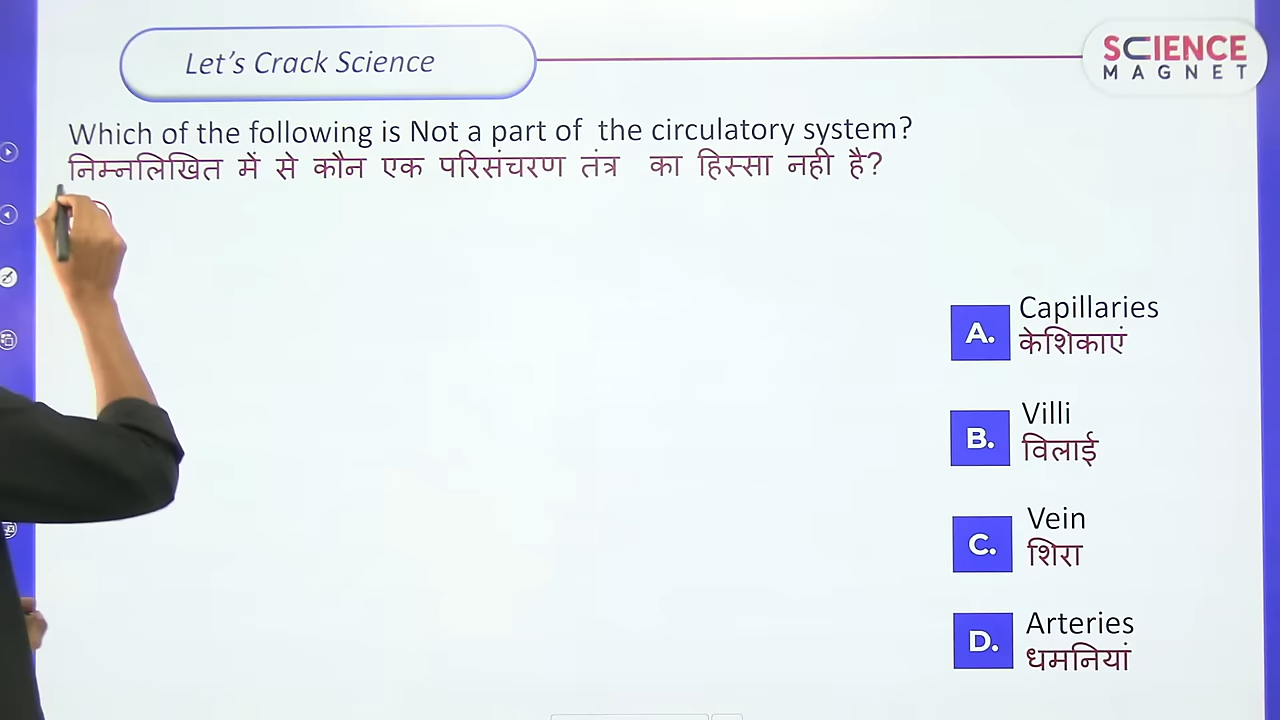 Let's Crack Science
SCIENCE
MAGNET
Which of the following is Not a part of the circulatory system?
निम्नलिखित में से कौन एक परिसंचरण तंत्र का हिस्सा नही है?
A.
Capillaries
केशिकाएं
B.
Villi
विलाई
C.
Vein
शिरा
D.
Arteries
धमनियां